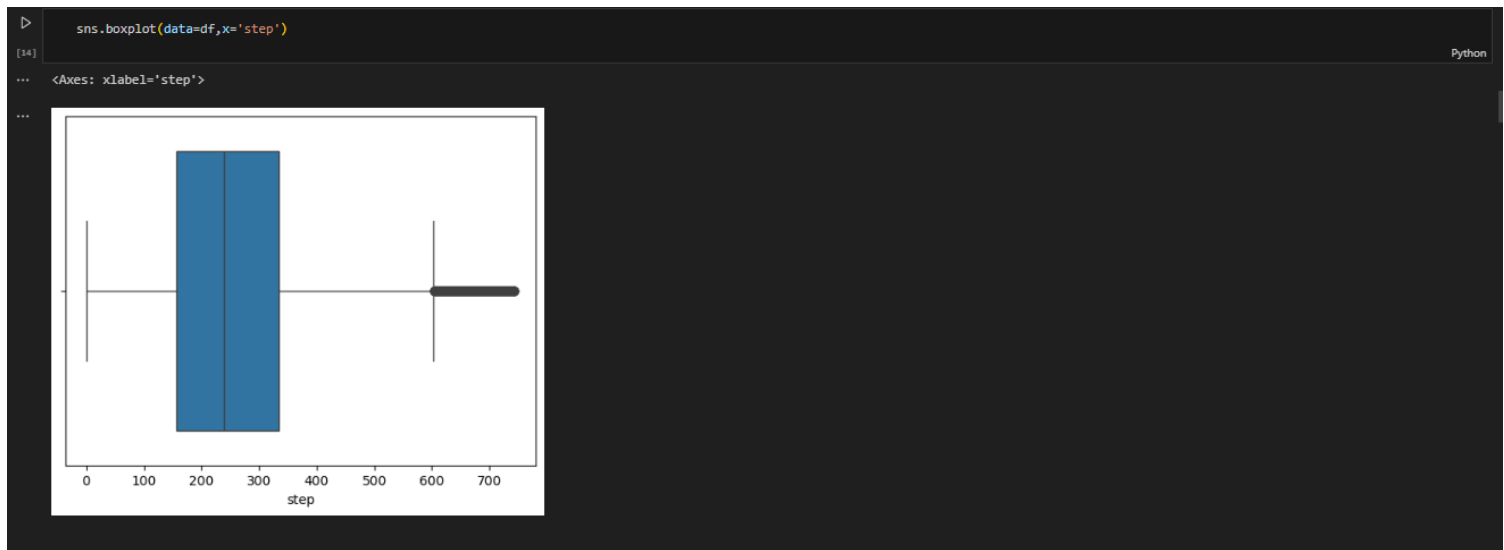 sns.boxplot(data=df,x='step')
[14]
Python
<Axes: xlabel='step'>
0 100 200 300 400 500 600 700
step